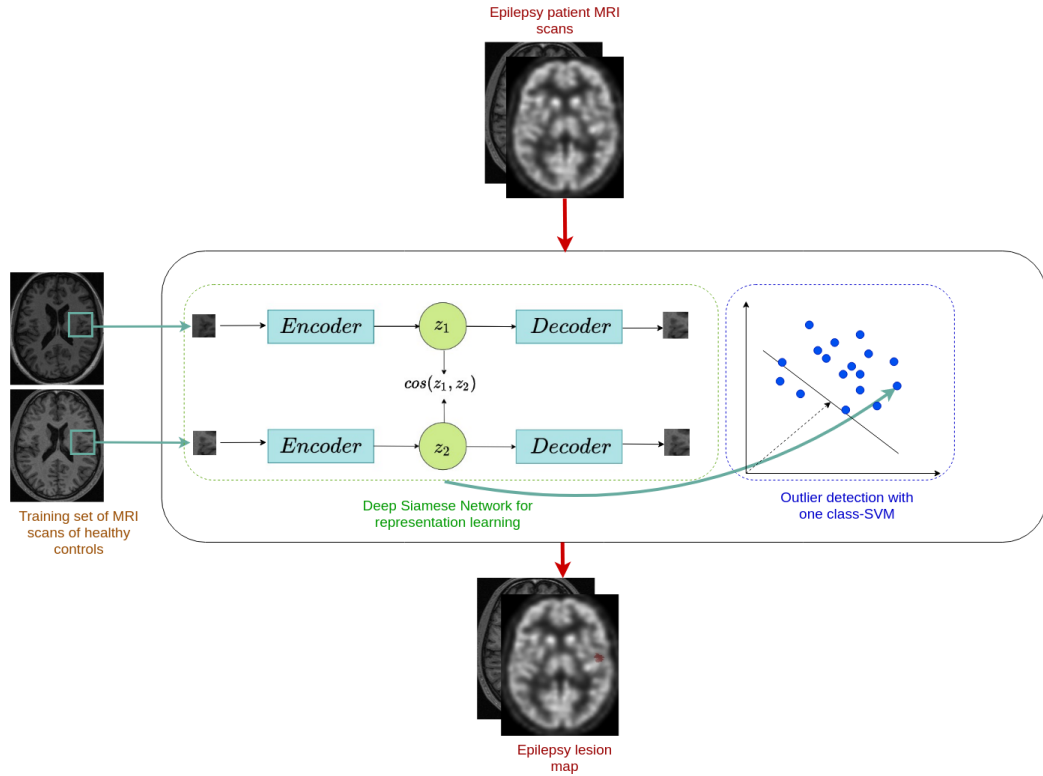 Epilepsy patient MRI
scans
Encoder
z₁
Decoder
cos(z₁, z₂)
Encoder
z₂
Decoder
Training set of MRI
scans of healthy
controls
Deep Siamese Network for
representation learning
Outlier detection with
one class-SVM
Epilepsy lesion
map